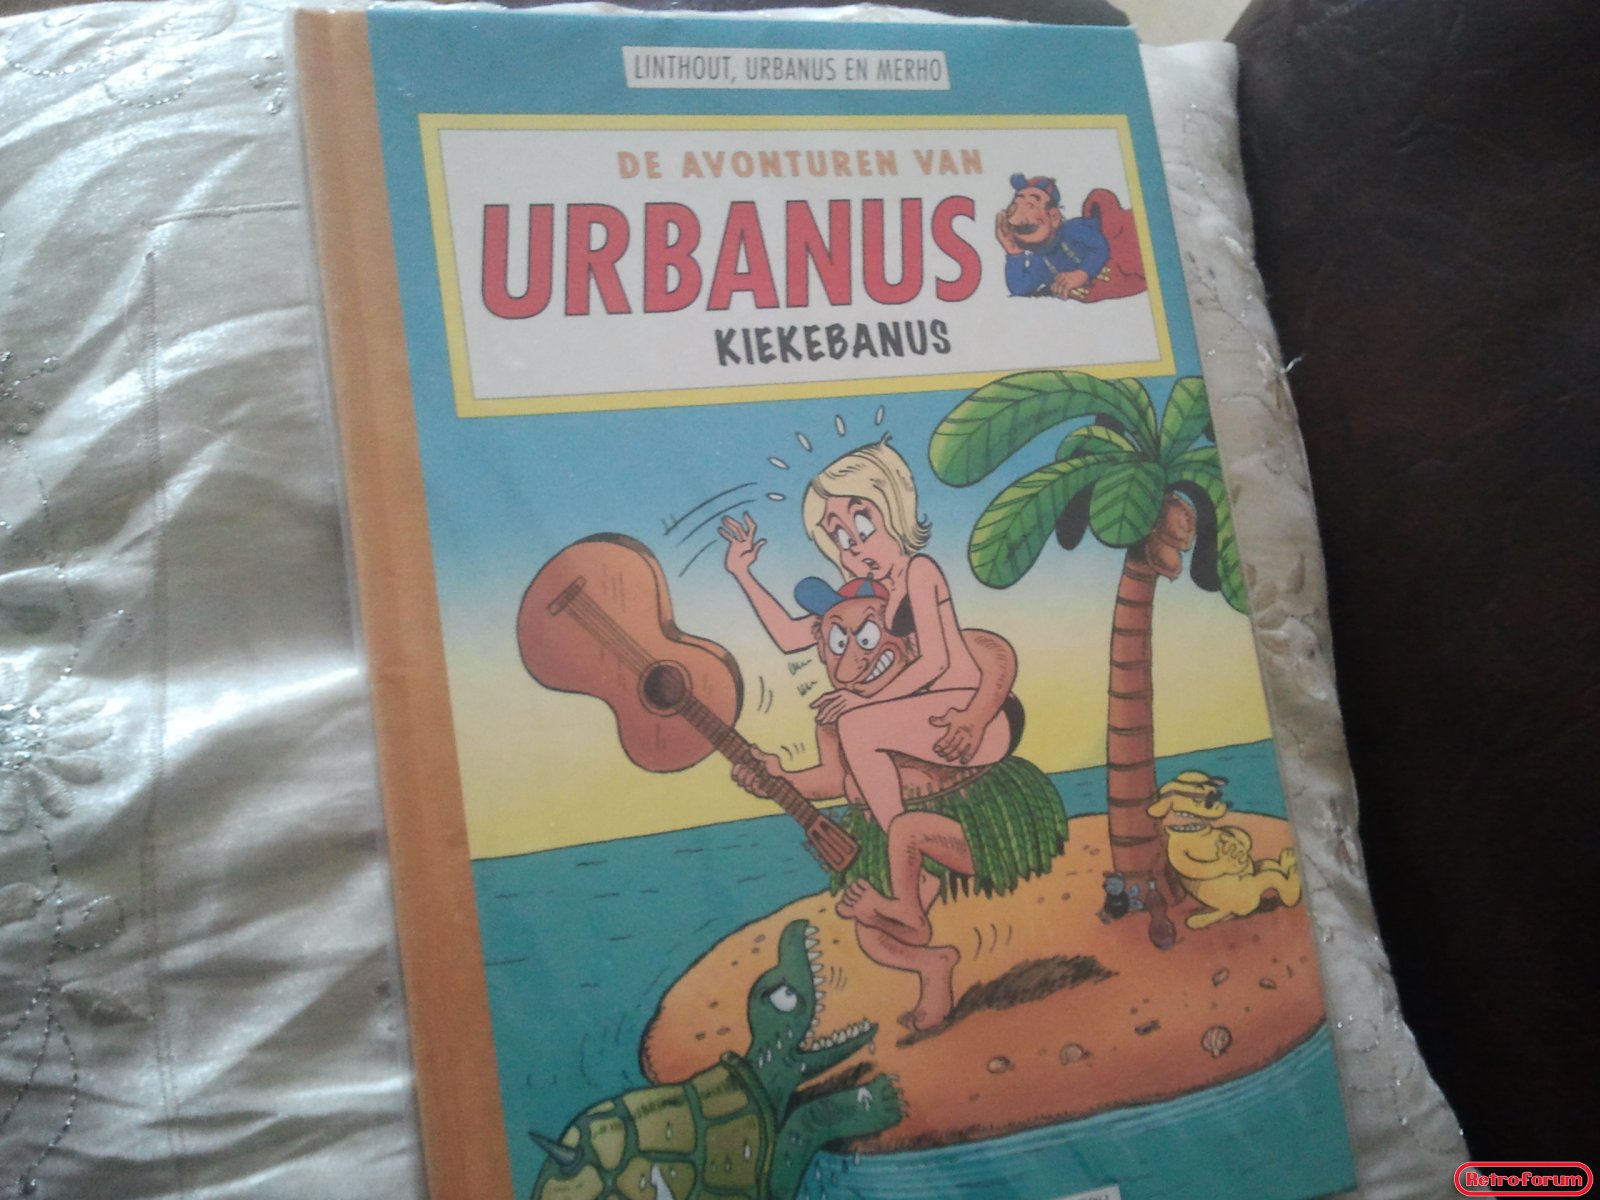 LINTHOUT, URBANUS EN MERHO
DE AVONTUREN VAN
URBANUS
KIEKEBANUS
RetroForum